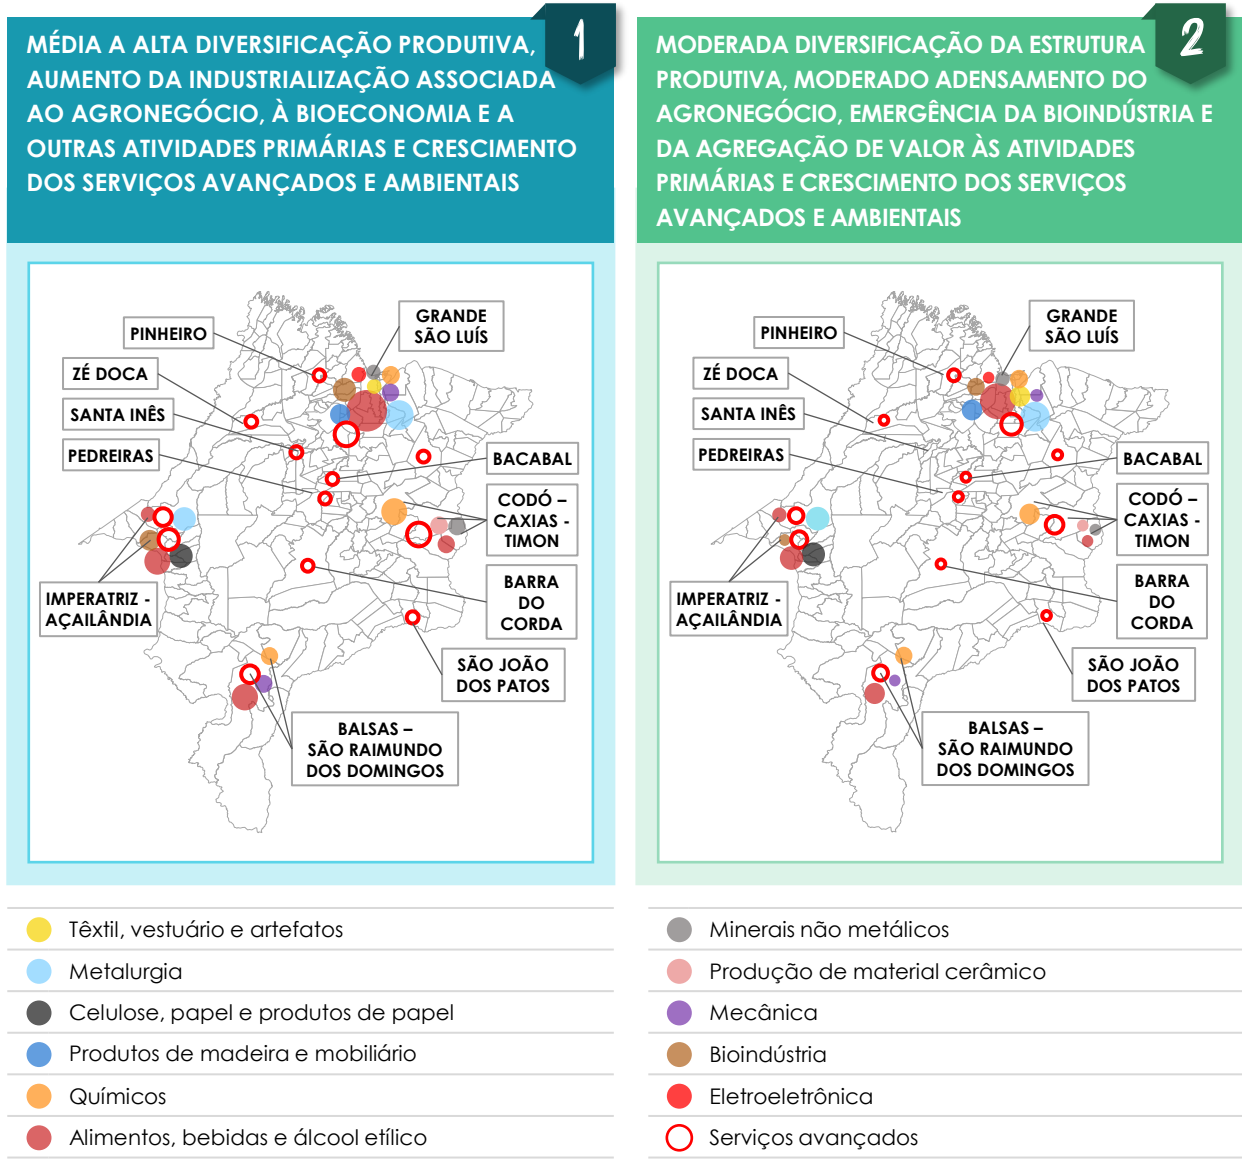 1
MÉDIA A ALTA DIVERSIFICAÇÃO PRODUTIVA,
AUMENTO DA INDUSTRIALIZAÇÃO ASSOCIADA
AO AGRONEGÓCIO, À BIOECONOMIA E A
OUTRAS ATIVIDADES PRIMÁRIAS E CRESCIMENTO
DOS SERVIÇOS AVANÇADOS E AMBIENTAIS
PINHEIRO
GRANDE
SÃO LUÍS
ZÉ DOCA
SANTA INÊS
PEDREIRAS
BACABAL
CODÓ –
CAXIAS -
TIMON
IMPERATRIZ -
AÇAILÂNDIA
BARRA
DO
CORDA
SÃO JOÃO
DOS PATOS
BALSAS –
SÃO RAIMUNDO
DOS DOMINGOS
2
MODERADA DIVERSIFICAÇÃO DA ESTRUTURA
PRODUTIVA, MODERADO ADENSAMENTO DO
AGRONEGÓCIO, EMERGÊNCIA DA BIOINDÚSTRIA E
DA AGREGAÇÃO DE VALOR ÀS ATIVIDADES
PRIMÁRIAS E CRESCIMENTO DOS SERVIÇOS
AVANÇADOS E AMBIENTAIS
PINHEIRO
GRANDE
SÃO LUÍS
ZÉ DOCA
SANTA INÊS
PEDREIRAS
BACABAL
CODÓ –
CAXIAS -
TIMON
IMPERATRIZ -
AÇAILÂNDIA
BARRA
DO
CORDA
SÃO JOÃO
DOS PATOS
BALSAS –
SÃO RAIMUNDO
DOS DOMINGOS
Têxtil, vestuário e artefatos
Metalurgia
Celulose, papel e produtos de papel
Produtos de madeira e mobiliário
Químicos
Alimentos, bebidas e álcool etílico
Minerais não metálicos
Produção de material cerâmico
Mecânica
Bioindústria
Eletroeletrônica
Serviços avançados